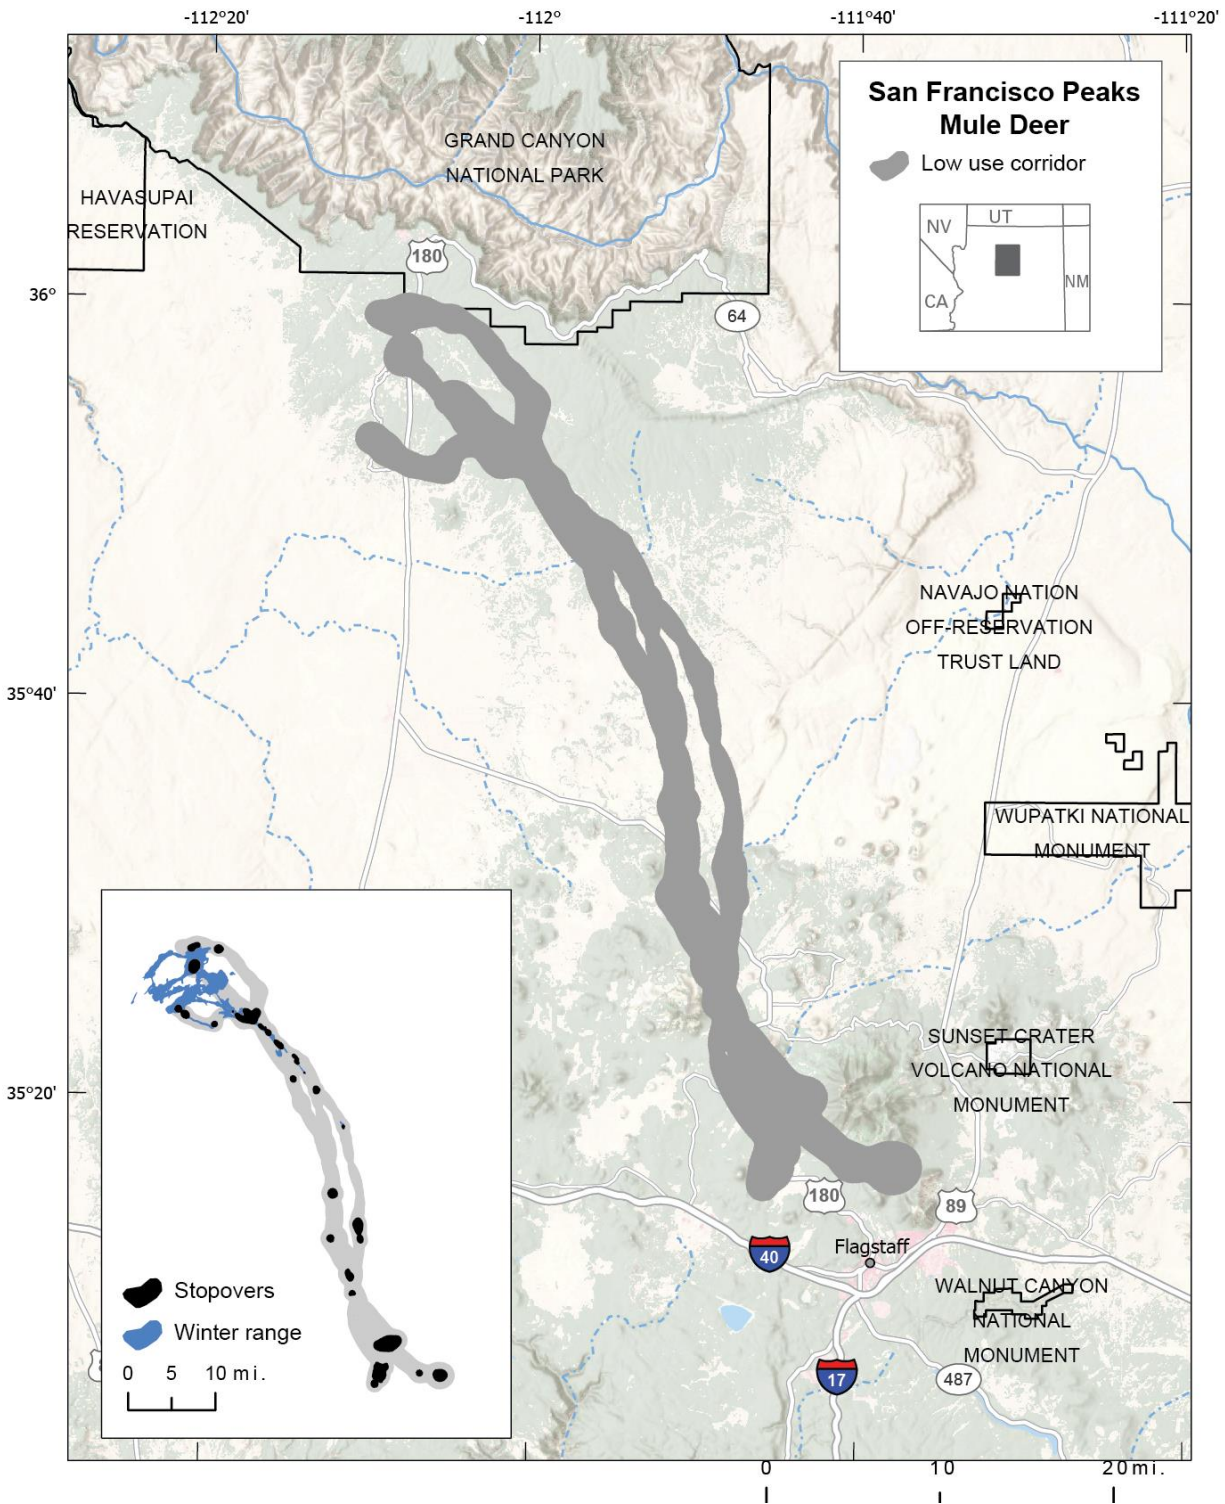 -112°20'
-112°
-111°40'
-111°20'
San Francisco Peaks
Mule Deer
Low use corridor
NV
UT
CA
NM
GRAND CANYON
NATIONAL PARK
HAVASUPAI
RESERVATION
180
36°
64
NAVAJO NATION
OFF-RESERVATION
TRUST LAND
35°40'
WUPATKI NATIONAL
MONUMENT
SUNSET CRATER
VOLCANO NATIONAL
MONUMENT
35°20'
180
89
40
Flagstaff
WALNUT CANYON
NATIONAL
MONUMENT
17
487
Stopovers
Winter range
0 5 10 mi.
0 10 20 mi.